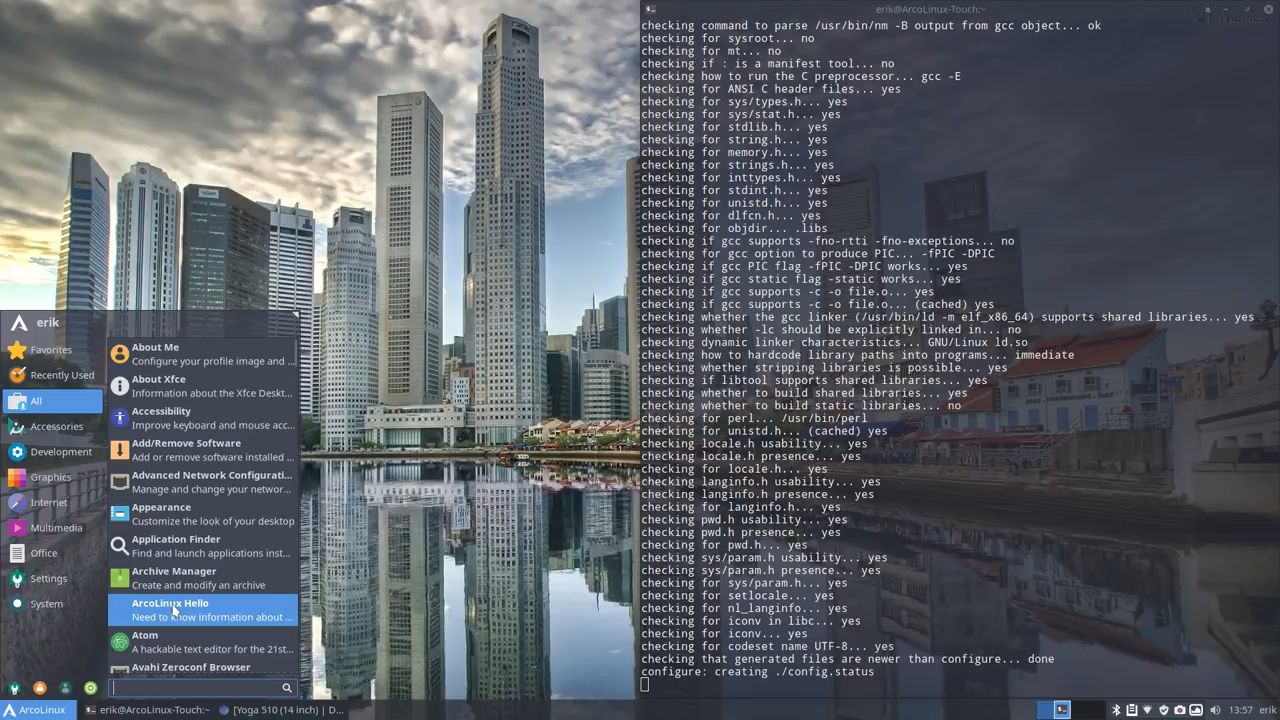 erik
Favorites
Recently Used
All
Accessories
Development
Graphics
Internet
Multimedia
Office
Settings
System
About Me
Configure your profile image and ...
About Xfce
Information about the Xfce Deskt...
Accessibility
Improve keyboard and mouse acc...
Add/Remove Software
Add or remove software installed ...
Advanced Network Configurati...
Manage and change your networ...
Appearance
Customize the look of your desktop
Application Finder
Find and launch applications inst...
Archive Manager
Create and modify an archive
ArcoLinux Hello
Need to know information about ...
Atom
A hackable text editor for the 21st...
Avahi Zeroconf Browser
erik@ArcoLinux-Touch:~
checking command to parse /usr/bin/nm -B output from gcc object... ok
checking for sysroot... no
checking for mt... no
checking if : is a manifest tool... no
checking how to run the C preprocessor... gcc -E
checking for ANSI C header files... yes
checking for sys/types.h... yes
checking for sys/stat.h... yes
checking for stdlib.h... yes
checking for string.h... yes
checking for memory.h... yes
checking for strings.h... yes
checking for inttypes.h... yes
checking for stdint.h... yes
checking for unistd.h... yes
checking for dlfcn.h... yes
checking for objdir... .libs
checking if gcc supports -fno-rtti -fno-exceptions... no
checking for gcc option to produce PIC... -fPIC -DPIC
checking if gcc PIC flag -fPIC -DPIC works... yes
checking if gcc static flag -static works... yes
checking if gcc supports -c -o file.o... yes
checking if gcc supports -c -o file.o... (cached) yes
checking whether the gcc linker (/usr/bin/ld -m elf_x86_64) supports shared libraries... yes
checking whether -lc should be explicitly linked in... no
checking dynamic linker characteristics... GNU/Linux ld.so
checking how to hardcode library paths into programs... immediate
checking whether stripping libraries is possible... yes
checking if libtool supports shared libraries... yes
checking whether to build shared libraries... yes
checking whether to build static libraries... no
checking for perl... /usr/bin/perl
checking for unistd.h... (cached) yes
checking locale.h usability... yes
checking locale.h presence... yes
checking for locale.h... yes
checking langinfo.h usability... yes
checking langinfo.h presence... yes
checking for langinfo.h... yes
checking pwd.h usability... yes
checking pwd.h presence... yes
checking for pwd.h... yes
checking sys/param.h usability... yes
checking sys/param.h presence... yes
checking for sys/param.h... yes
checking for setlocale... yes
checking for nl_langinfo... yes
checking for iconv in libc... yes
checking for iconv... yes
checking for codeset name UTF-8... yes
checking that generated files are newer than configure... done
configure: creating ./config.status
ArcoLinux
erik@ArcoLinux-Touch:~
[Yoga 510 (14 inch) | D...
13:57
erik